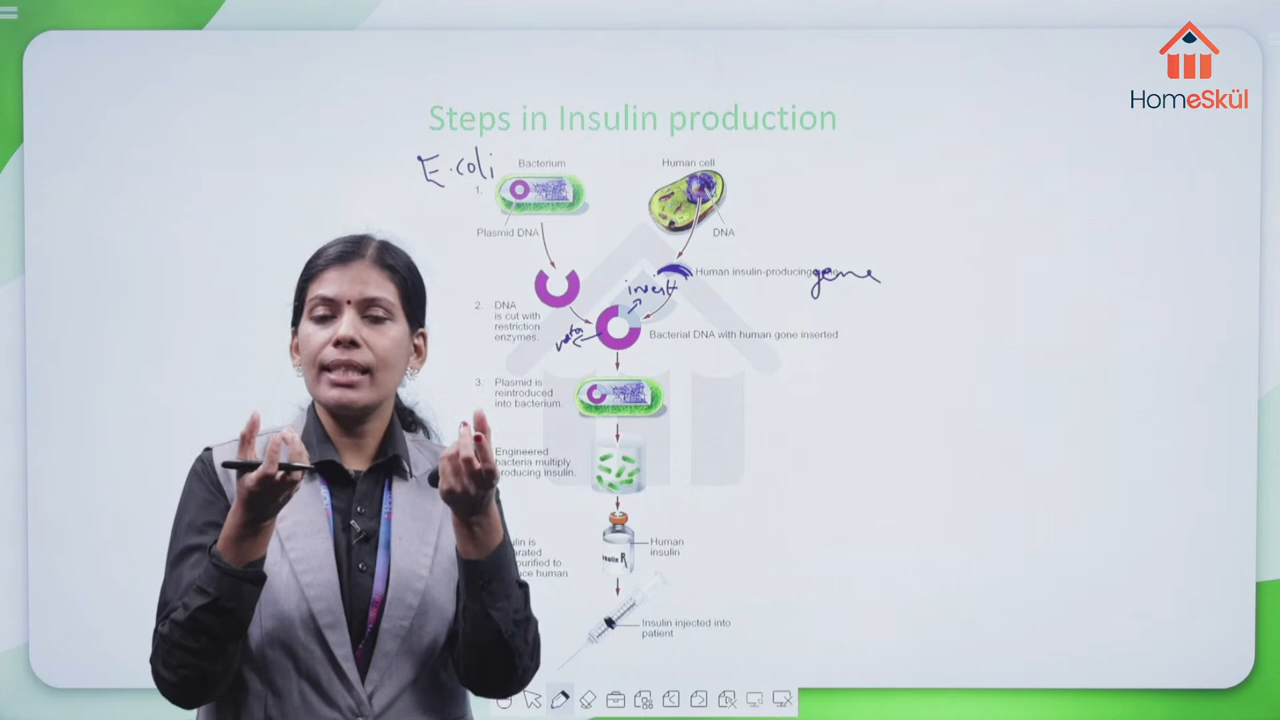 HomeSkül
Steps in Insulin production
E.coli
Bacterium
Human cell
1.
Plasmid DNA
DNA
Human insulin-producing
gene
insert
2. DNA
is cut with
restriction
enzymes.
Bacterial DNA with human gone inserted
3. Plasmid is
reintroduced
into bacterium.
Engineered
bacteria multiply
producing insulin.
Human
insulin
Insulin injected into
patient